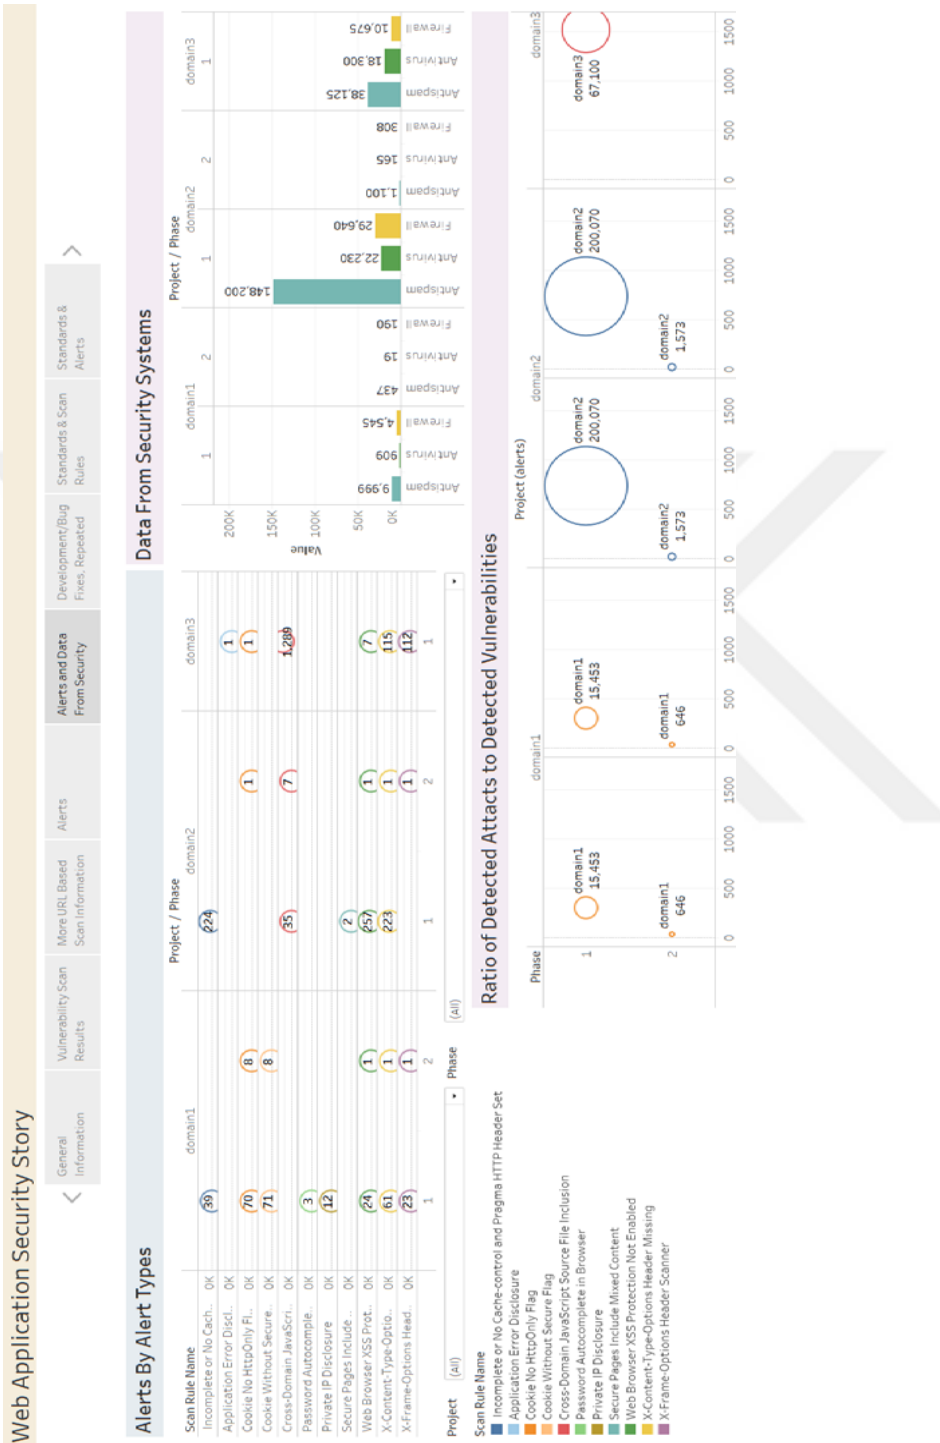 Web Application Security Story
General Information
Vulnerability Scan Results
More URL Based Scan Information
Alerts
Alerts and Data From Security
Development/Bug Fixes, Repeated
Standards & Scan Rules
Standards & Alerts
Alerts By Alert Types
Project / Phase
Scan Rule Name domain1 domain2 domain3
Incomplete or No Cach.. 0K 39 224
Application Error Discl.. 0K 1
Cookie No HttpOnly Fl.. 0K 70 8 1 1
Cookie Without Secure.. 0K 71 8
Cross-Domain JavaScri.. 0K 35 7 1,289
Password Autocomple.. 0K 3
Private IP Disclosure 0K 12
Secure Pages Include.. 0K 2
Web Browser XSS Prot.. 0K 24 1 257 1 7
X-Content-Type-Optio.. 0K 61 1 223 1 115
X-Frame-Options Head.. 0K 23 1 1 112
1 2 1 2 1
Project (All) Phase (All)
Data From Security Systems
Project / Phase
domain1 domain2 domain3
1 2 1 2 1
Value
200K
150K
100K
50K
0K
9,999 909 4,545 437 19 190 148,200 22,230 29,640 1,100 165 308 38,125 18,300 10,675
Antispam Antivirus Firewall Antispam Antivirus Firewall Antispam Antivirus Firewall Antispam Antivirus Firewall Antispam Antivirus Firewall
Scan Rule Name
Incomplete or No Cache-control and Pragma HTTP Header Set
Application Error Disclosure
Cookie No HttpOnly Flag
Cookie Without Secure Flag
Cross-Domain JavaScript Source File Inclusion
Password Autocomplete in Browser
Private IP Disclosure
Secure Pages Include Mixed Content
Web Browser XSS Protection Not Enabled
X-Content-Type-Options Header Missing
X-Frame-Options Header Scanner
Ratio of Detected Attacts to Detected Vulnerabilities
Project (alerts)
Phase domain1 domain2 domain3
1
domain1 domain1 domain2 domain2 domain3
15,453 15,453 200,070 200,070 67,100
2
domain1 domain1 domain2 domain2
646 646 1,573 1,573
0 500 1000 1500 0 500 1000 1500 0 500 1000 1500 0 500 1000 1500 0 500 1000 1500